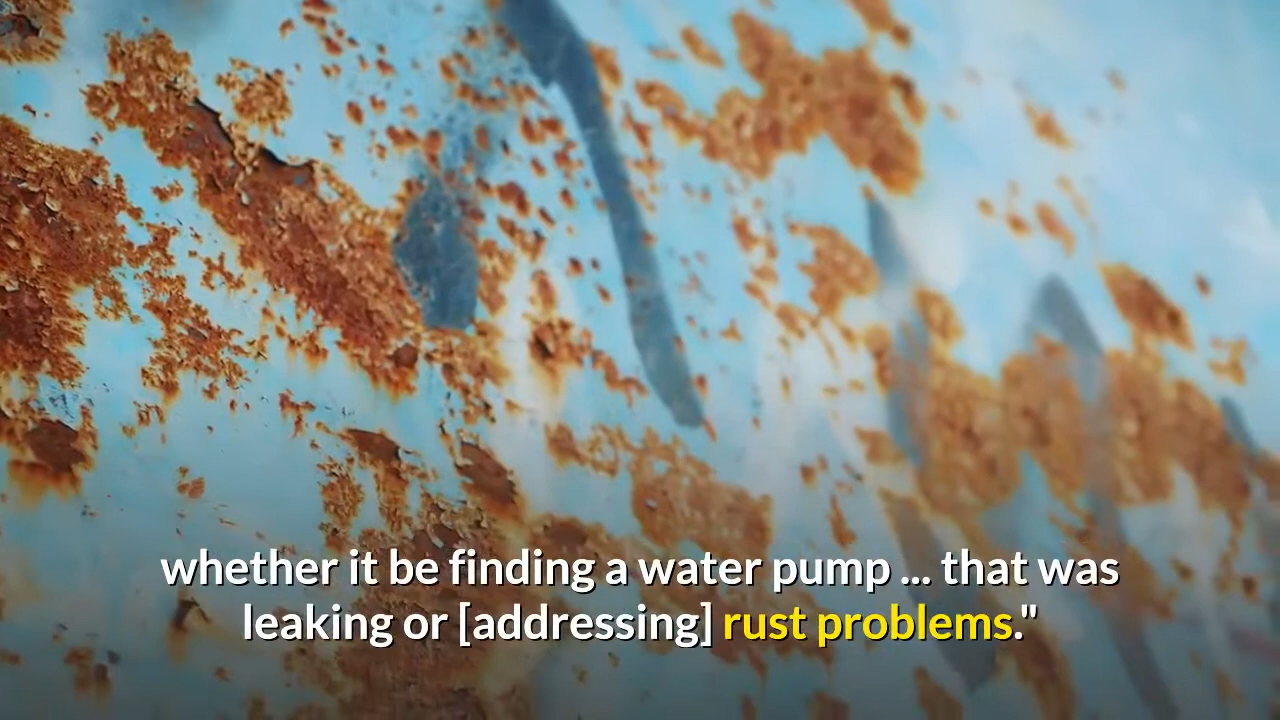 whether it be finding a water pump ... that was
leaking or [addressing] rust problems."